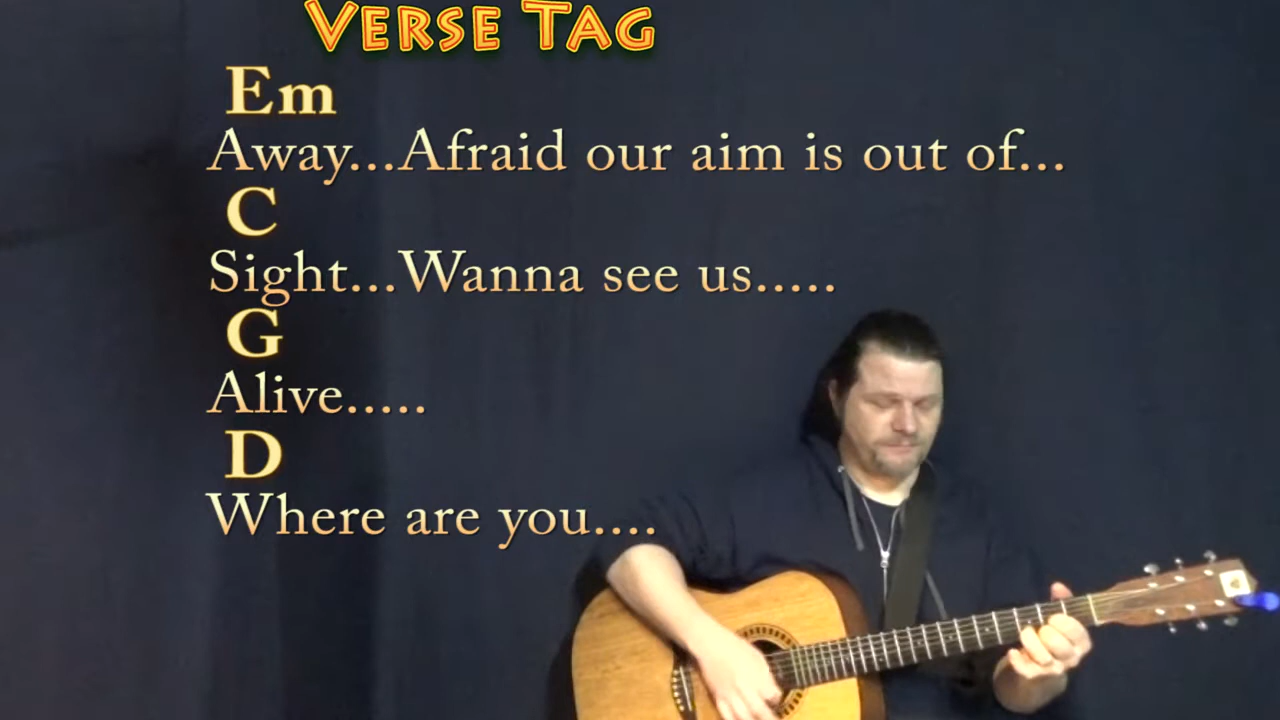 VERSE TAG
Em
Away...Afraid our aim is out of...
C
Sight...Wanna see us.....
G
Alive.....
D
Where are you....